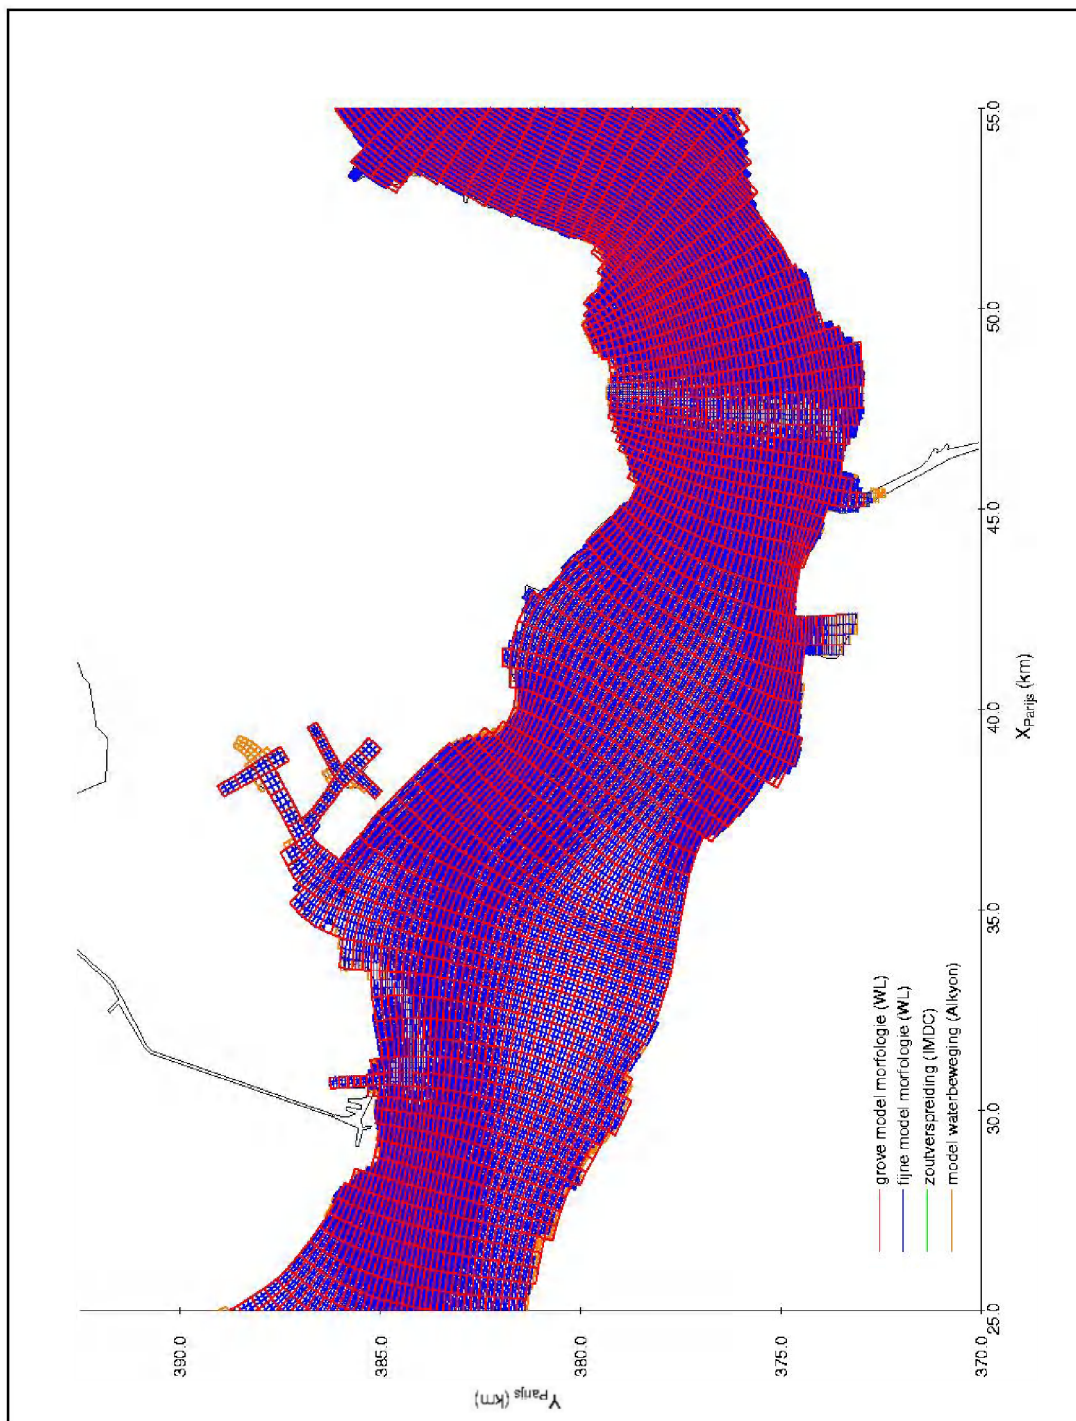 grove model morfologie (WL)
fijne model morfologie (WL)
zoutverspreiding (IMDC)
model waterbeweging (Alkyon)
390.0
385.0
380.0
375.0
370.0
Y Parijs (km)
25.0
30.0
35.0
40.0
45.0
50.0
55.0
X Parijs (km)